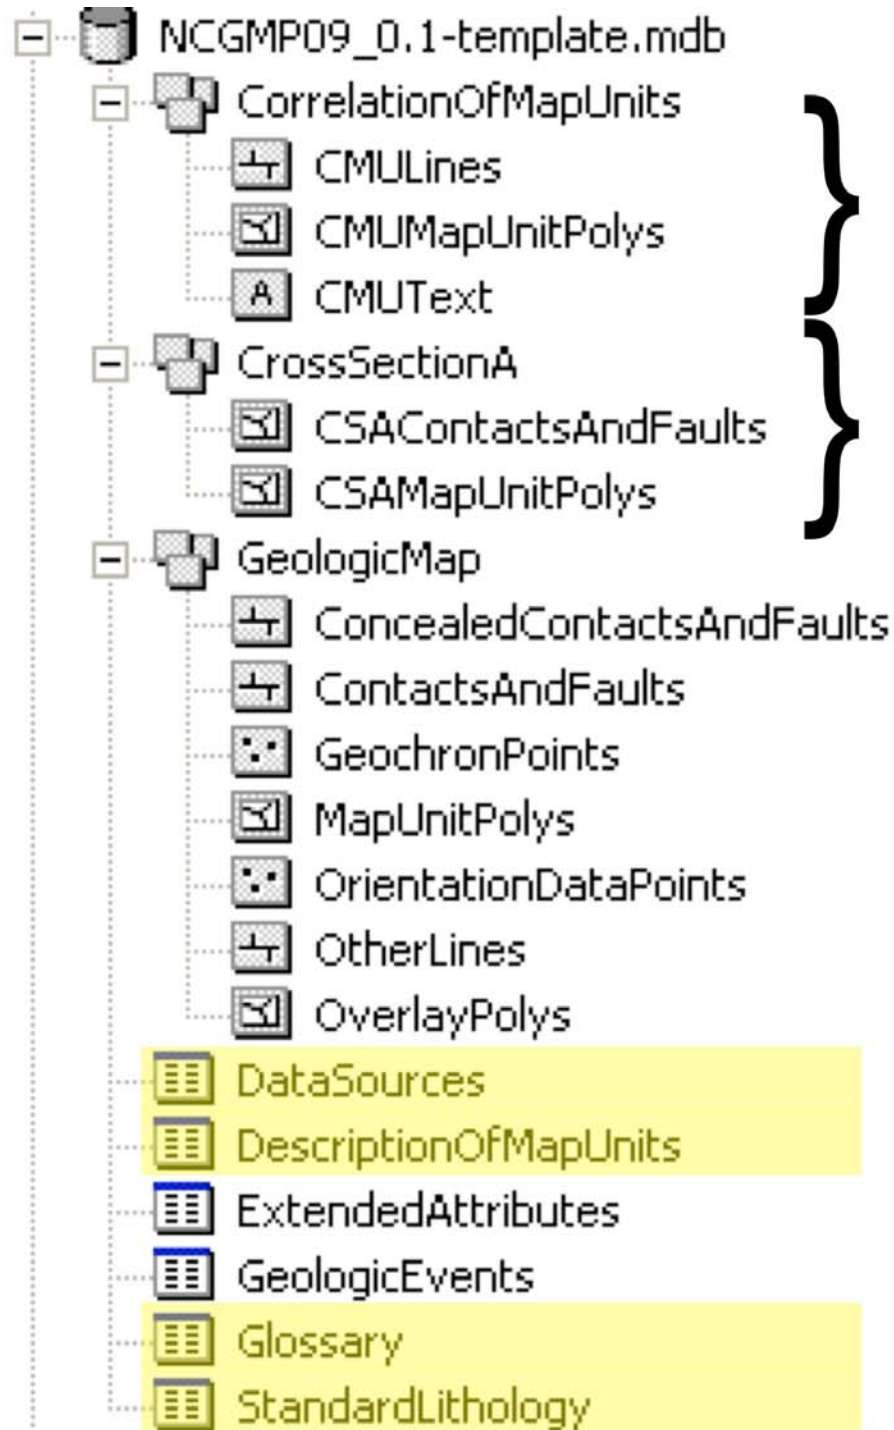 NCGMP09_0.1-template.mdb
CorrelationOfMapUnits
CMULines
CMUMapUnitPolys
A CMUText
CrossSectionA
CSAContactsAndFaults
CSAMapUnitPolys
GeologicMap
ConcealedContactsAndFaults
ContactsAndFaults
GeochronPoints
MapUnitPolys
OrientationDataPoints
OtherLines
OverlayPolys
DataSources
DescriptionOfMapUnits
ExtendedAttributes
GeologicEvents
Glossary
StandardLithology